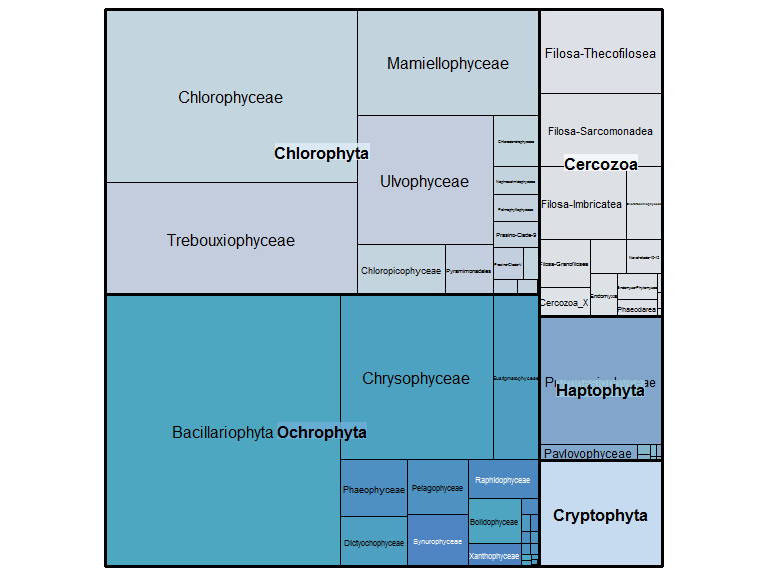 Mamiellophyceae
Filosa-Thecofilosea
Chlorophyceae
Filosa-Sarcomonadea
Chlorophyta
Cercozoa
Ulvophyceae
Filosa-Imbricatea
Prasino-Clade-9
Trebouxiophyceae
Chloropicophyceae
Pyramimonadales
Filosa-Granofilosea
Endomyxa
Cercozoa_X
Phaeodarea
Chrysophyceae
Haptophyta
Bacillariophyta
Ochrophyta
Pavlovophyceae
Raphidophyceae
Phaeophyceae
Pelagophyceae
Cryptophyta
Bolidophyceae
Dictyochophyceae
Synurophyceae
Xanthophyceae